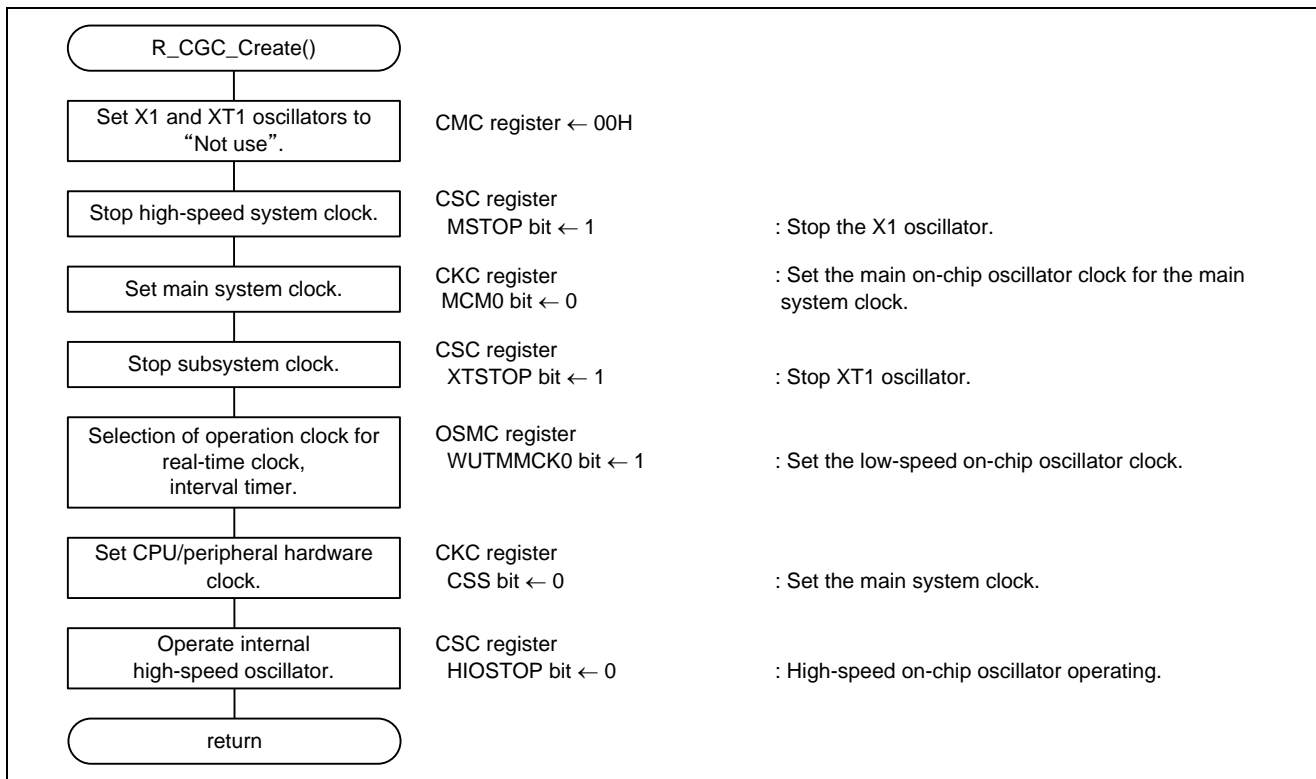 R_CGC_Create()
Set X1 and XT1 oscillators to
“Not use”.
CMC register ← 00H
Stop high-speed system clock.
CSC register
MSTOP bit ← 1
: Stop the X1 oscillator.
Set main system clock.
CKC register
MCM0 bit ← 0
: Set the main on-chip oscillator clock for the main
system clock.
Stop subsystem clock.
CSC register
XTSTOP bit ← 1
: Stop XT1 oscillator.
Selection of operation clock for
real-time clock,
interval timer.
OSMC register
WUTMMCK0 bit ← 1
: Set the low-speed on-chip oscillator clock.
Set CPU/peripheral hardware
clock.
CKC register
CSS bit ← 0
: Set the main system clock.
Operate internal
high-speed oscillator.
CSC register
HIOSTOP bit ← 0
: High-speed on-chip oscillator operating.
return